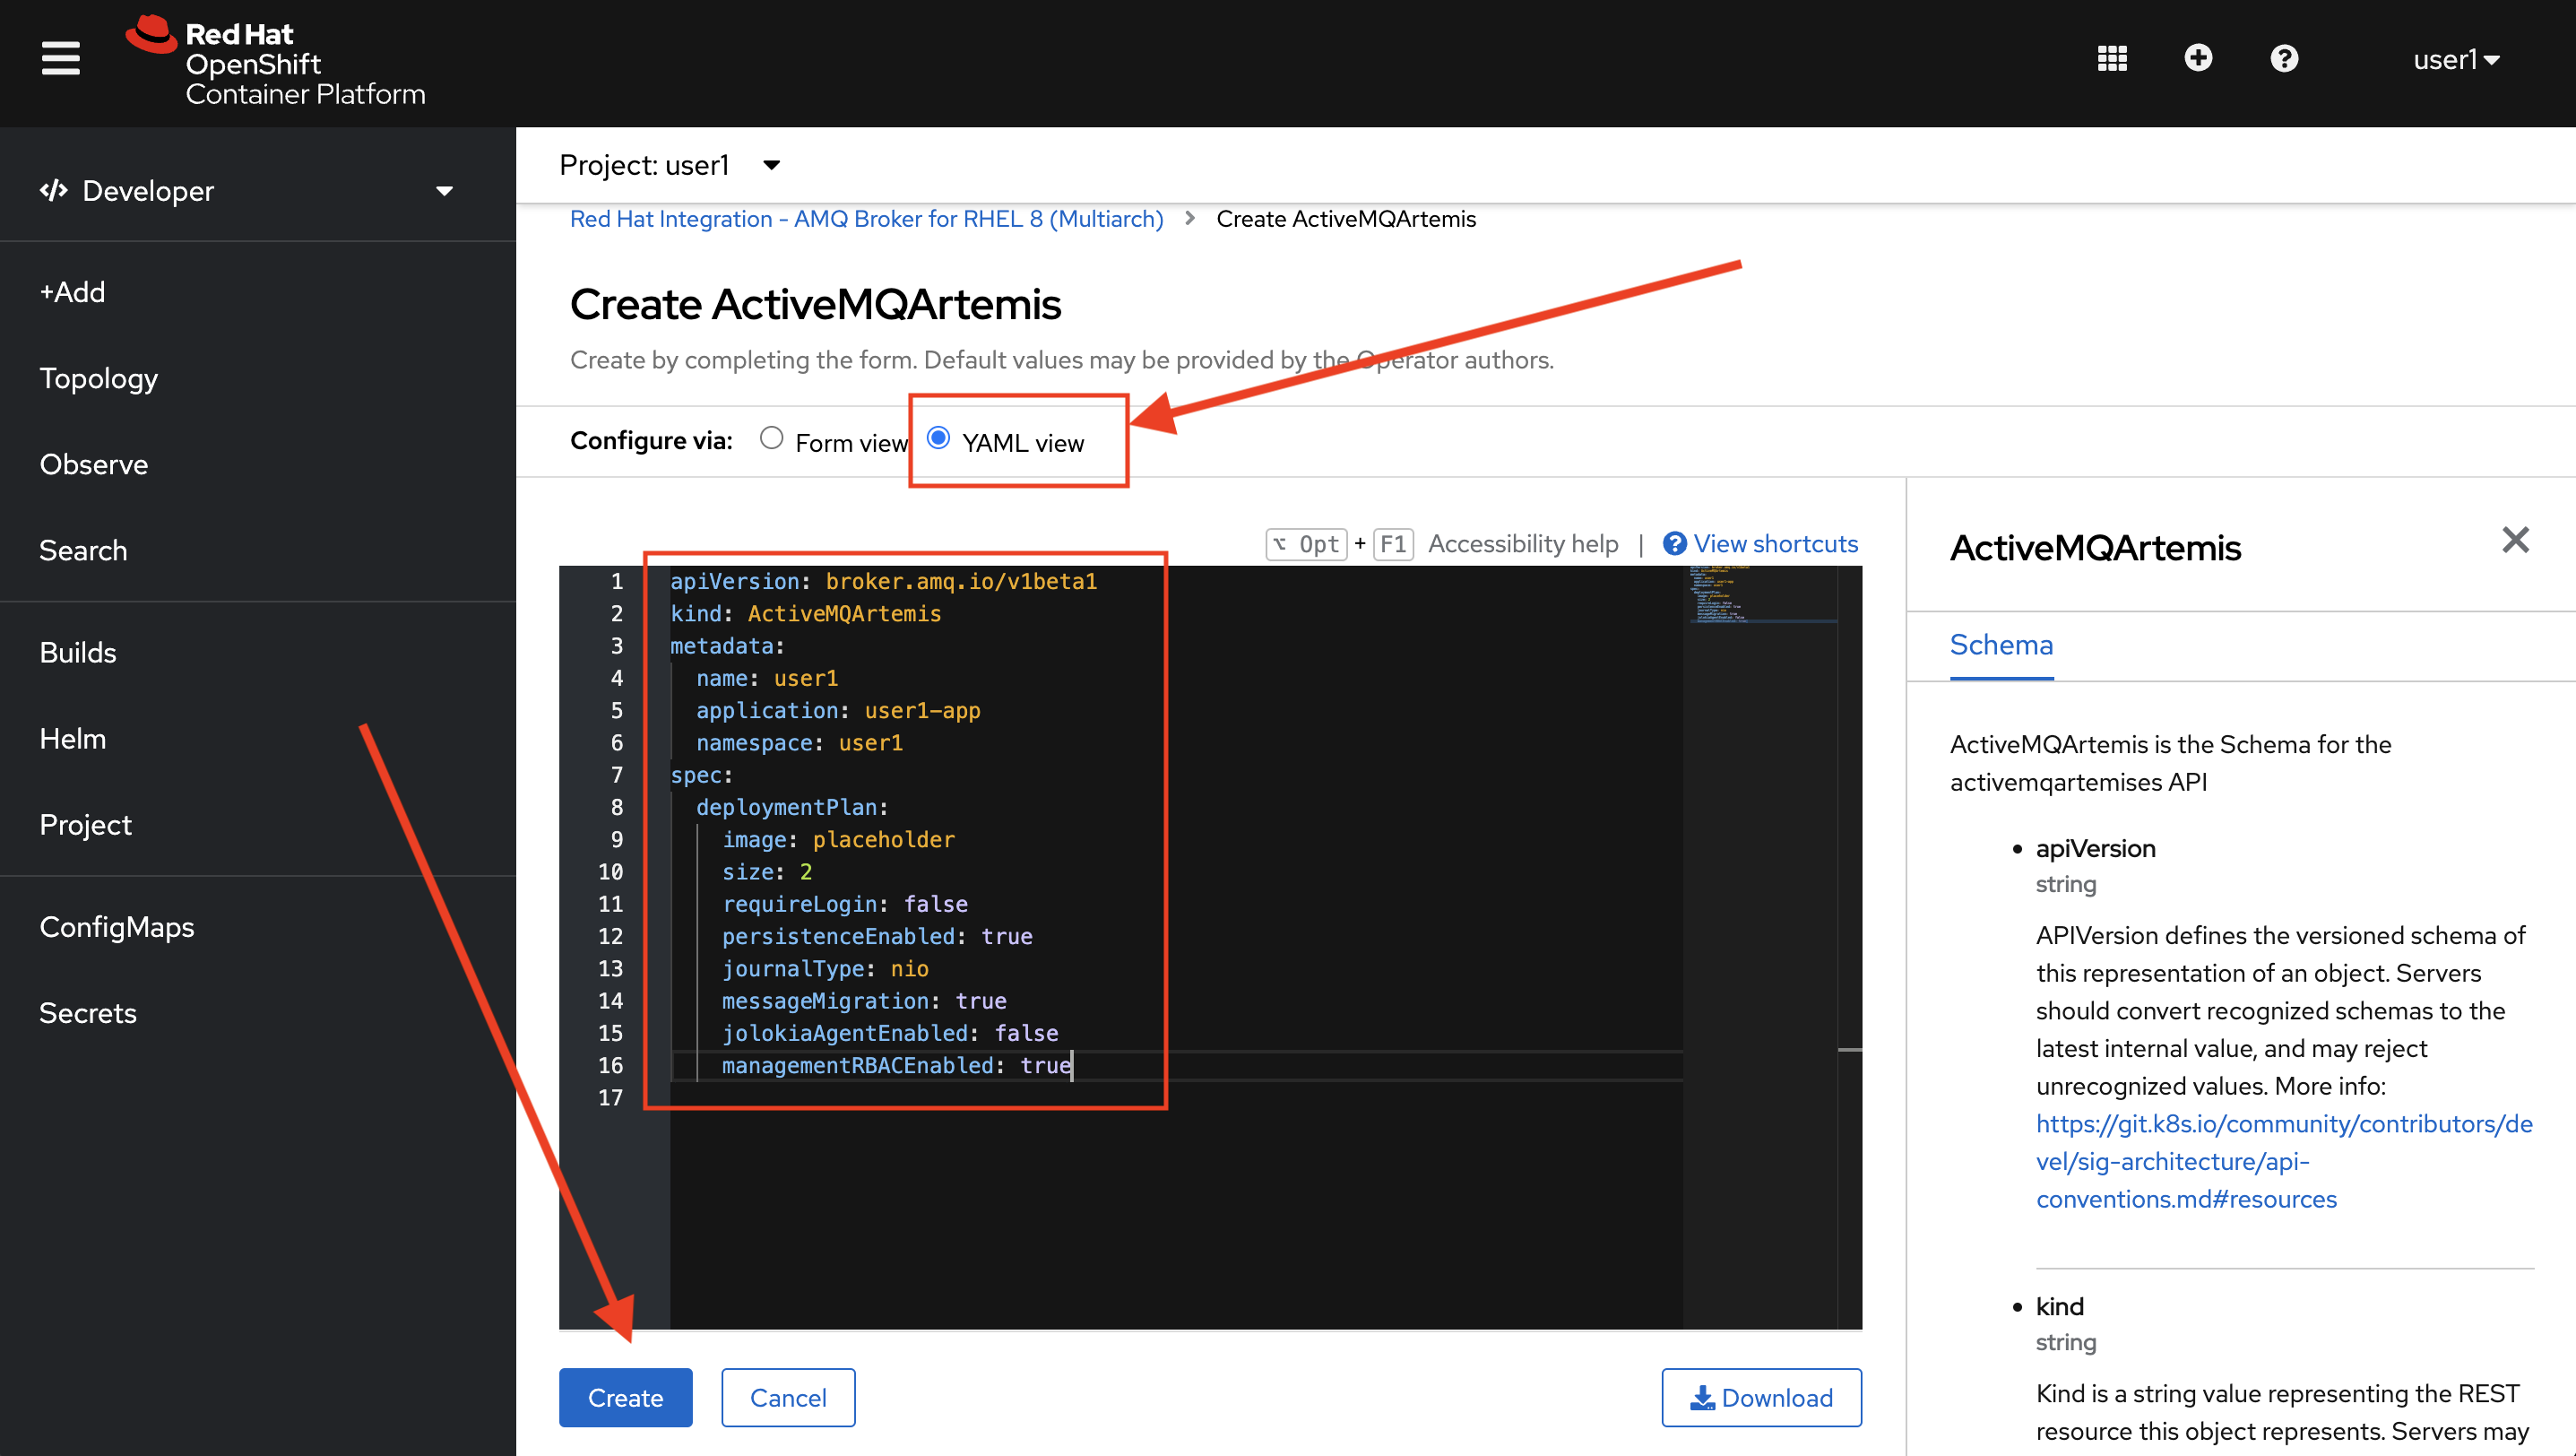 Red Hat
OpenShift
Container Platform
user1
Developer
+Add
Topology
Observe
Search
Builds
Helm
Project
ConfigMaps
Secrets
Project: user1
Red Hat Integration - AMQ Broker for RHEL 8 (Multiarch) > Create ActiveMQArtemis
Create ActiveMQArtemis
Create by completing the form. Default values may be provided by the Operator authors.
Configure via: Form view YAML view
⌥ Opt + F1 Accessibility help | View shortcuts
1 apiVersion: broker.amq.io/v1beta1
2 kind: ActiveMQArtemis
3 metadata:
4 name: user1
5 application: user1-app
6 namespace: user1
7 spec:
8 deploymentPlan:
9 image: placeholder
10 size: 2
11 requireLogin: false
12 persistenceEnabled: true
13 journalType: nio
14 messageMigration: true
15 jolokiaAgentEnabled: false
16 managementRBACEnabled: true
17
Create Cancel Download
ActiveMQArtemis
Schema
ActiveMQArtemis is the Schema for the
activemqartemises API
• apiVersion
string
APIVersion defines the versioned schema of
this representation of an object. Servers
should convert recognized schemas to the
latest internal value, and may reject
unrecognized values. More info:
https://git.k8s.io/community/contributors/de
vel/sig-architecture/api-
conventions.md#resources
• kind
string
Kind is a string value representing the REST
resource this object represents. Servers may